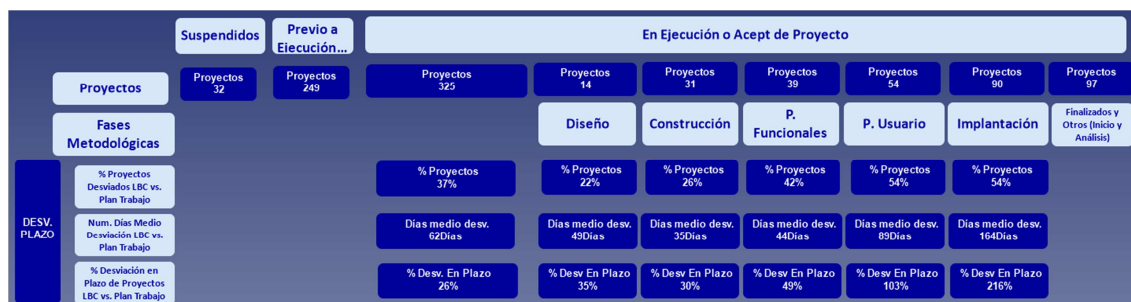 Suspendidos
Previo a
Eiecución...
En Ejecución o Acept de Proyecto
Proyectos
Proyectos
32
Proyectos
249
Proyectos
325
Proyectos
14
Proyectos
31
Proyectos
39
Proyectos
54
Proyectos
90
Proyectos
97
Fases
Metodológicas
Diseño
Construcción
P.
Funcionales
P. Usuario
Implantación
Finalizados y
Otros (Inicio y
Análisis)
DESV.
PLAZO
% Proyectos
Desviados LBC vs.
Plan Trabajo
% Proyectos
37%
% Proyectos
22%
% Proyectos
26%
% Proyectos
42%
% Proyectos
54%
% Proyectos
54%
Num. Días Medio
Desviación LBC vs.
Plan Trabajo
Días medio desv.
62Días
Días medio desv.
49Días
Días medio desv.
35Días
Días medio desv.
44Días
Días medio desv.
89Días
Días medio desv.
164Días
% Desviación en
Plazo de Proyectos
LBC vs. Plan Trabajo
% Desv. En Plazo
26%
% Desv En Plazo
35%
% Desv En Plazo
30%
% Desv En Plazo
49%
% Desv En Plazo
103%
% Desv En Plazo
216%